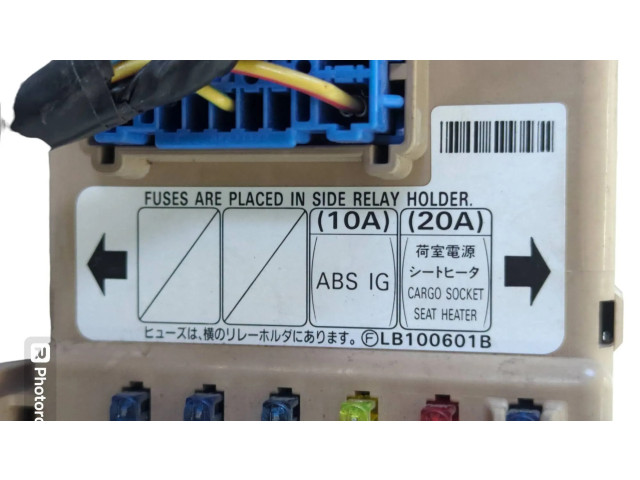 FUSES ARE PLACED IN SIDE RELAY HOLDER.
(10A) (20A)
ABS IG
荷室電源
シートヒータ
CARGO SOCKET
SEAT HEATER
ヒューズは、横のリレーホルダにあります。 ⒻLB100601B
R